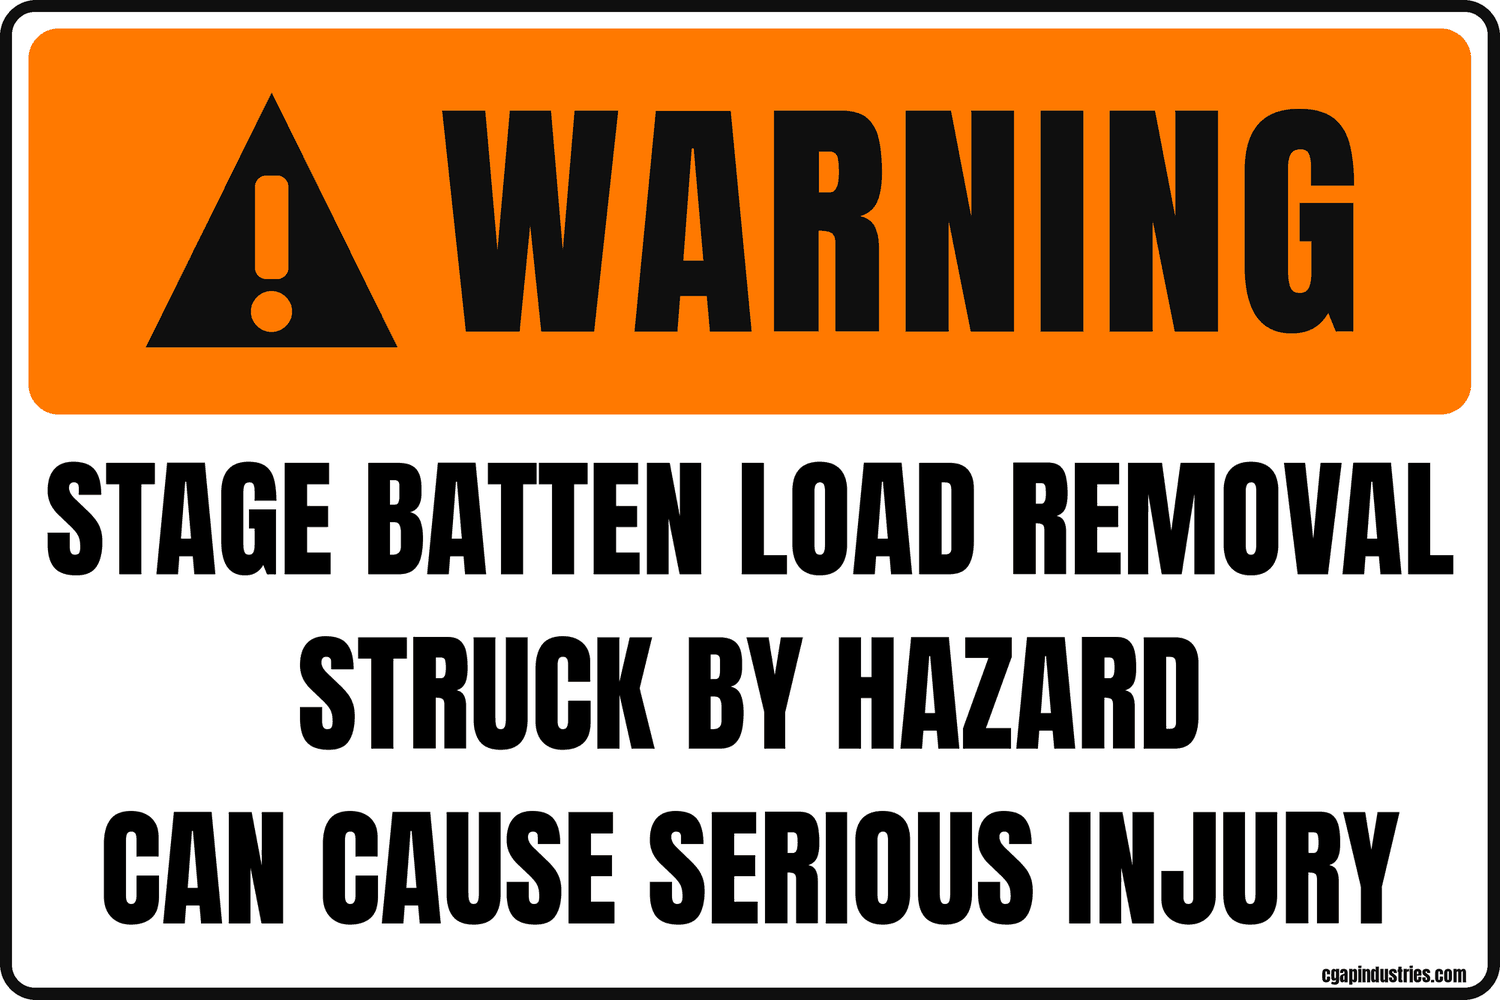 WARNING
STAGE BATTEN LOAD REMOVAL
STRUCK BY HAZARD
CAN CAUSE SERIOUS INJURY
cgapindustries.com